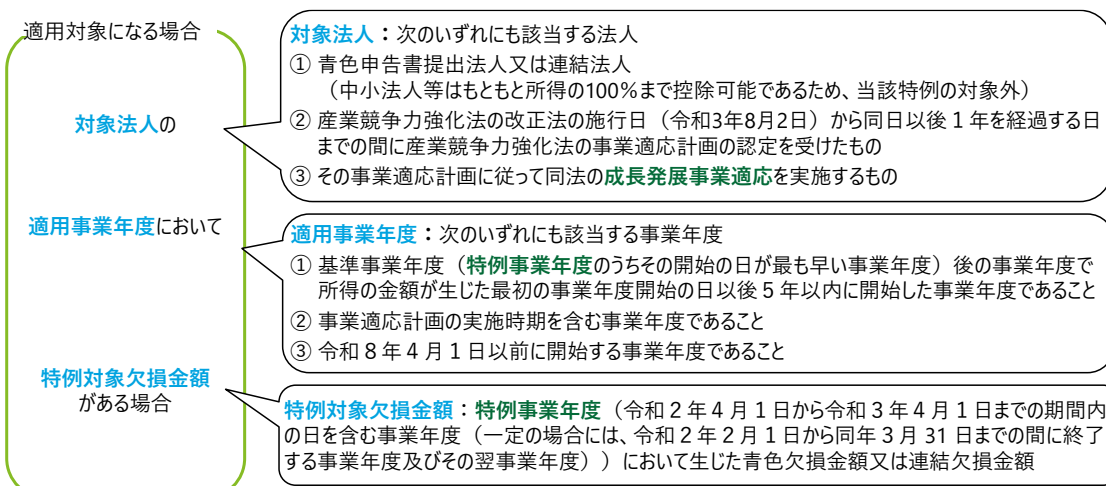 適用対象になる場合
対象法人の
適用事業年度において
特例対象欠損金額
がある場合
対象法人：次のいずれにも該当する法人
① 青色申告書提出法人又は連結法人
（中小法人等はもともと所得の100％まで控除可能であるため、当該特例の対象外）
② 産業競争力強化法の改正法の施行日（令和3年8月2日）から同日以後１年を経過する日
までの間に産業競争力強化法の事業適応計画の認定を受けたもの
③ その事業適応計画に従って同法の成長発展事業適応を実施するもの
適用事業年度：次のいずれにも該当する事業年度
① 基準事業年度（特例事業年度のうちその開始の日が最も早い事業年度）後の事業年度で
所得の金額が生じた最初の事業年度開始の日以後５年以内に開始した事業年度であること
② 事業適応計画の実施時期を含む事業年度であること
③ 令和８年４月１日以前に開始する事業年度であること
特例対象欠損金額：特例事業年度（令和２年４月１日から令和３年４月１日までの期間内
の日を含む事業年度（一定の場合には、令和２年２月１日から同年３月 31 日までの間に終了
する事業年度及びその翌事業年度））において生じた青色欠損金額又は連結欠損金額